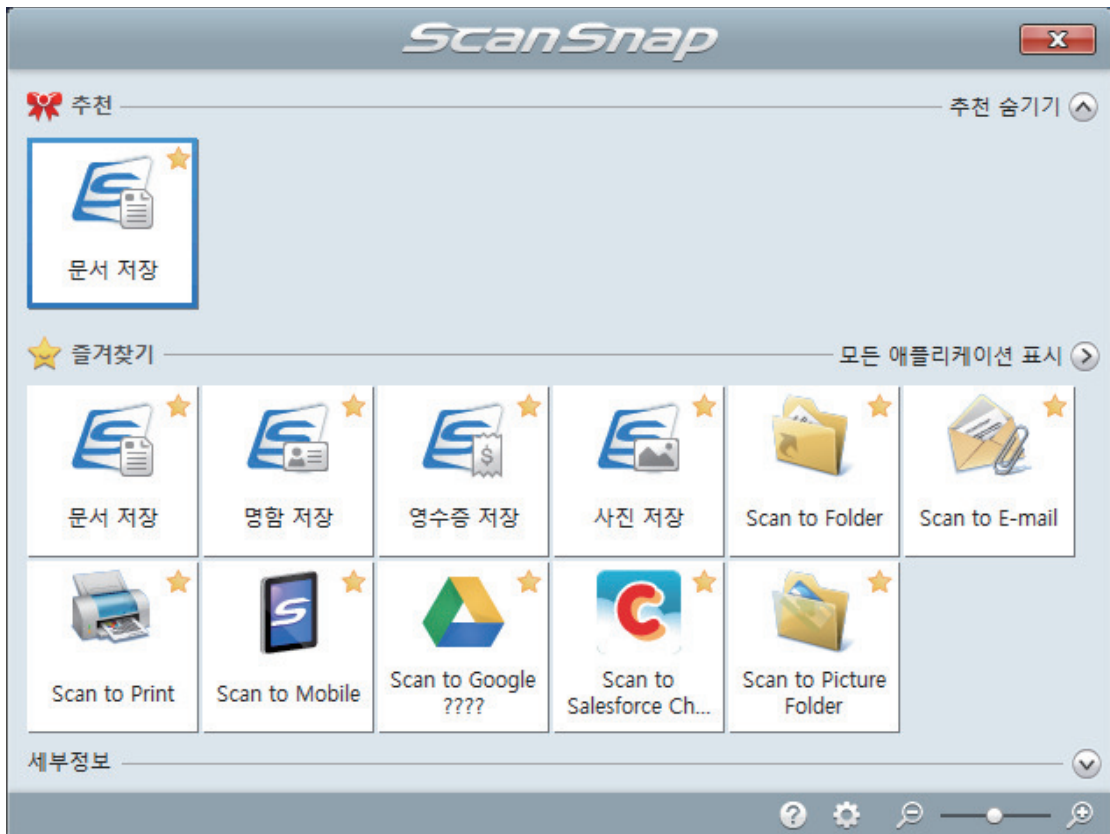 ScanSnap
추천
추천 숨기기
문서 저장
즐겨찾기
모든 애플리케이션 표시
문서 저장
명함 저장
영수증 저장
사진 저장
Scan to Folder
Scan to E-mail
Scan to Print
Scan to Mobile
Scan to Google
????
Scan to
Salesforce Ch...
Scan to Picture
Folder
세부정보